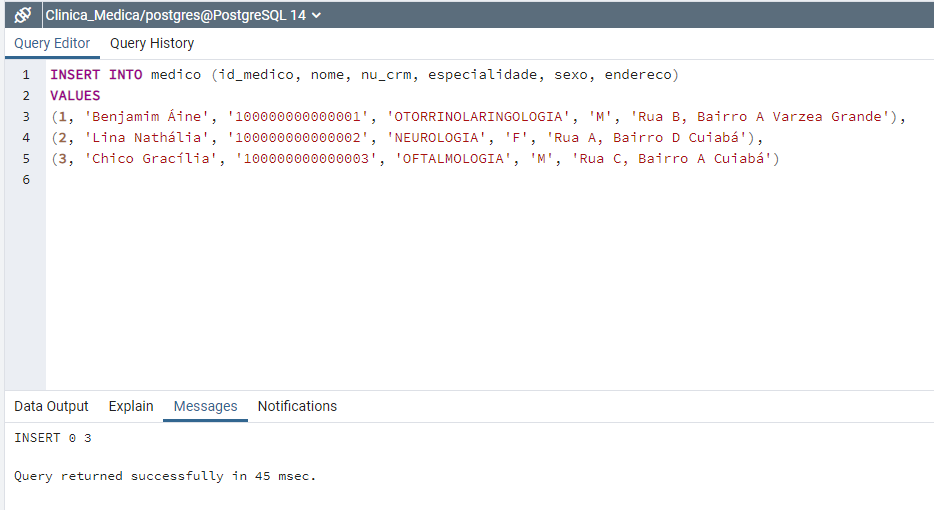 Clinica_Medica/postgres@PostgreSQL 14
Query Editor Query History
1 INSERT INTO medico (id_medico, nome, nu_crm, especialidade, sexo, endereco)
2 VALUES
3 (1, 'Benjamim Áine', '100000000000001', 'OTORRINOLARINGOLOGIA', 'M', 'Rua B, Bairro A Varzea Grande'),
4 (2, 'Lina Nathália', '100000000000002', 'NEUROLOGIA', 'F', 'Rua A, Bairro D Cuiabá'),
5 (3, 'Chico Gracília', '100000000000003', 'OFTALMOLOGIA', 'M', 'Rua C, Bairro A Cuiabá')
6
Data Output Explain Messages Notifications
INSERT 0 3
Query returned successfully in 45 msec.